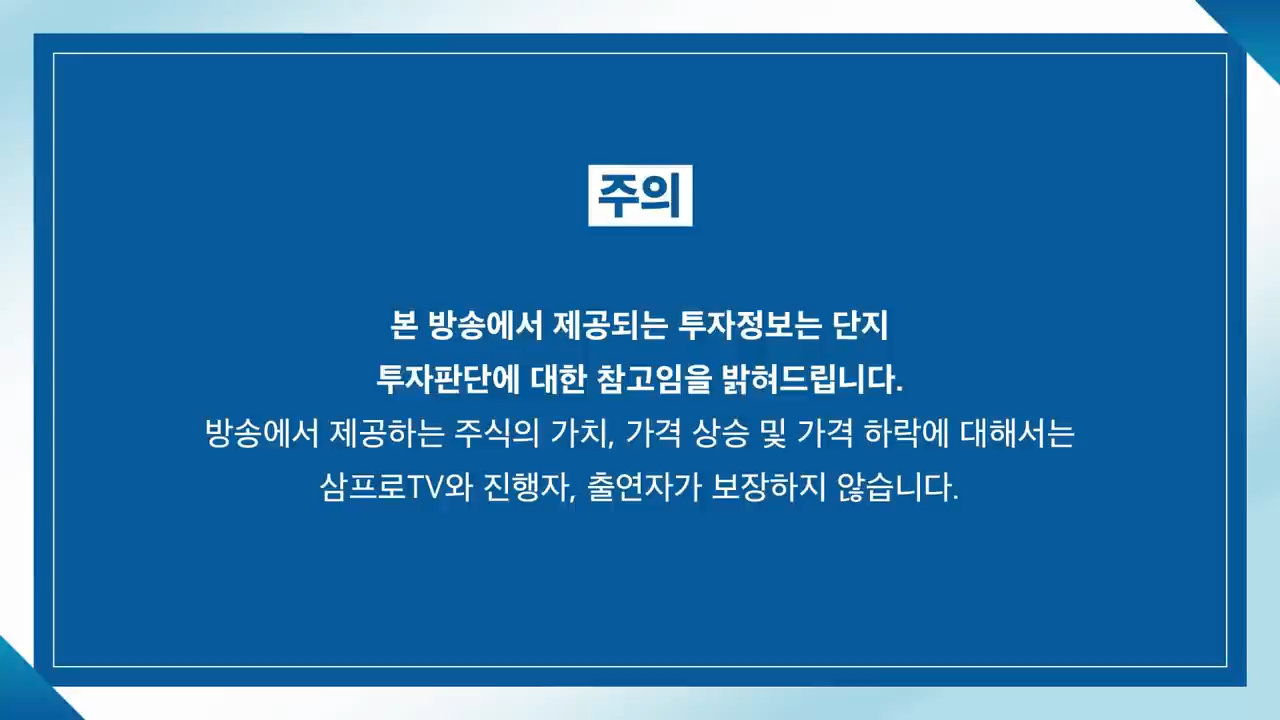 주의
본 방송에서 제공되는 투자정보는 단지
투자판단에 대한 참고임을 밝혀드립니다.
방송에서 제공하는 주식의 가치, 가격 상승 및 가격 하락에 대해서는
삼프로TV와 진행자, 출연자가 보장하지 않습니다.